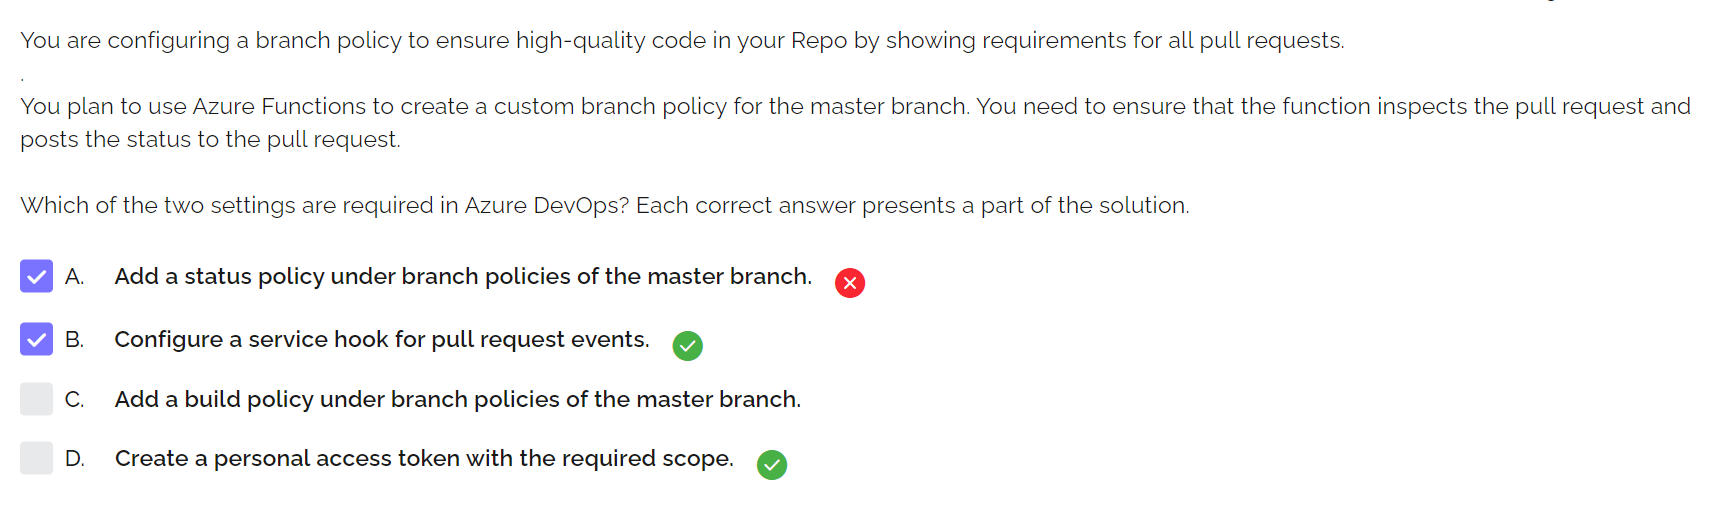 You are configuring a branch policy to ensure high-quality code in your Repo by showing requirements for all pull requests.
.
You plan to use Azure Functions to create a custom branch policy for the master branch. You need to ensure that the function inspects the pull request and
posts the status to the pull request.
Which of the two settings are required in Azure DevOps? Each correct answer presents a part of the solution.
A. Add a status policy under branch policies of the master branch.
B. Configure a service hook for pull request events.
C. Add a build policy under branch policies of the master branch.
D. Create a personal access token with the required scope.